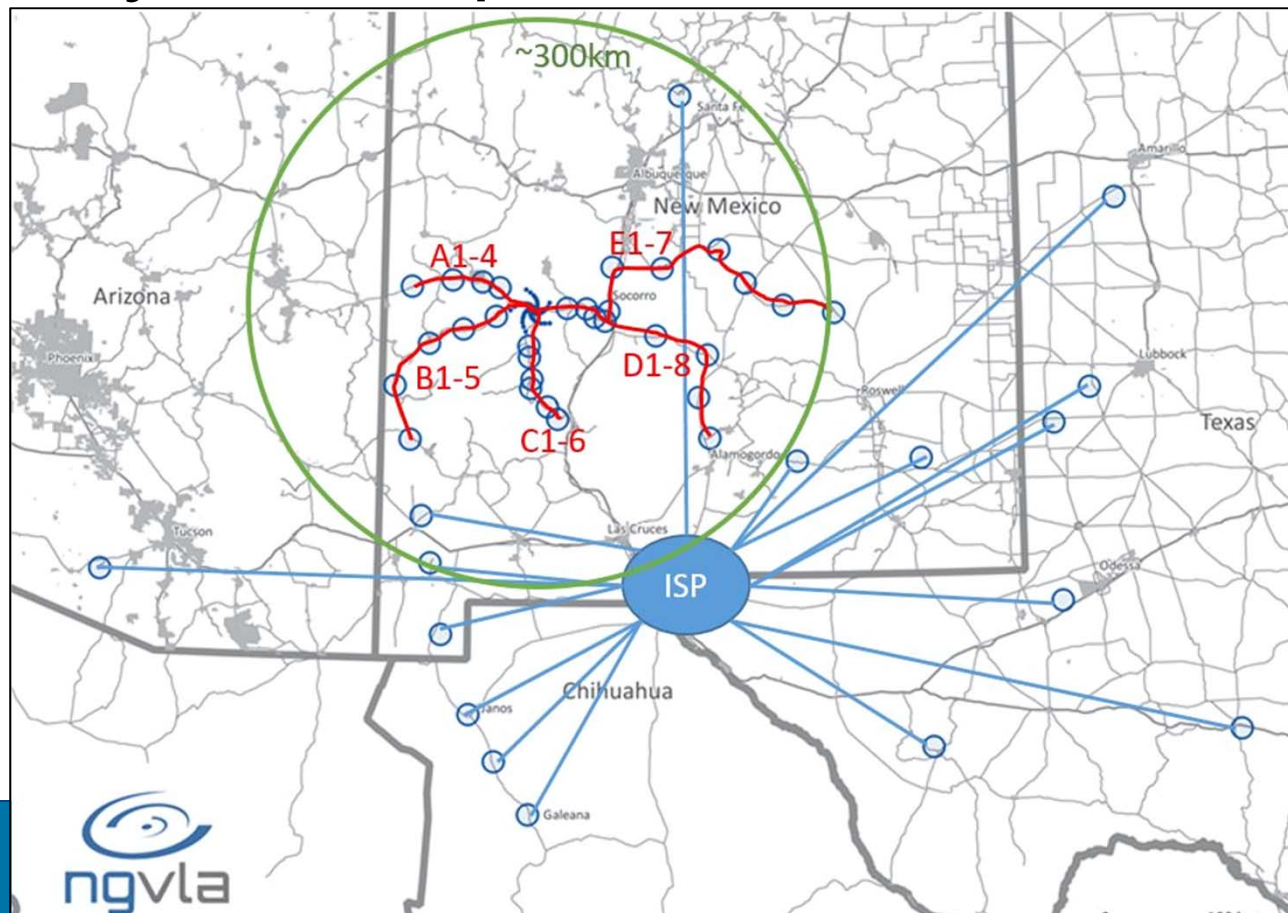 ~300km
Santa Fe
Amarillo
Albuquerque
New Mexico
A1-4
E1-7
Arizona
Socorro
Phoenix
D1-8
Lubbock
B1-5
Roswell
Texas
C1-6
Alamogordo
Tucson
Las Cruces
Odessa
ISP
Chihuahua
Janos
Galeana
ngvla